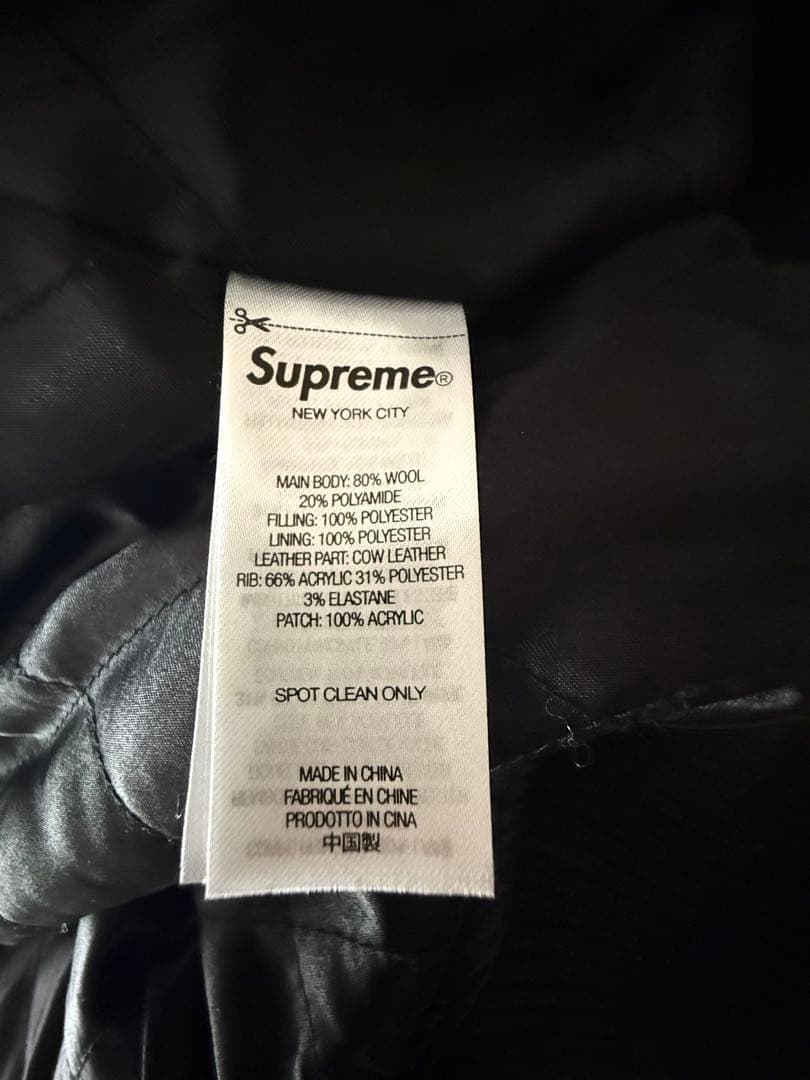 Supreme®
NEW YORK CITY
MAIN BODY: 80% WOOL
20% POLYAMIDE
FILLING: 100% POLYESTER
LINING: 100% POLYESTER
LEATHER PART: COW LEATHER
RIB: 66% ACRYLIC 31% POLYESTER
3% ELASTANE
PATCH: 100% ACRYLIC
SPOT CLEAN ONLY
MADE IN CHINA
FABRIQUÉ EN CHINE
PRODOTTO IN CINA
中国製